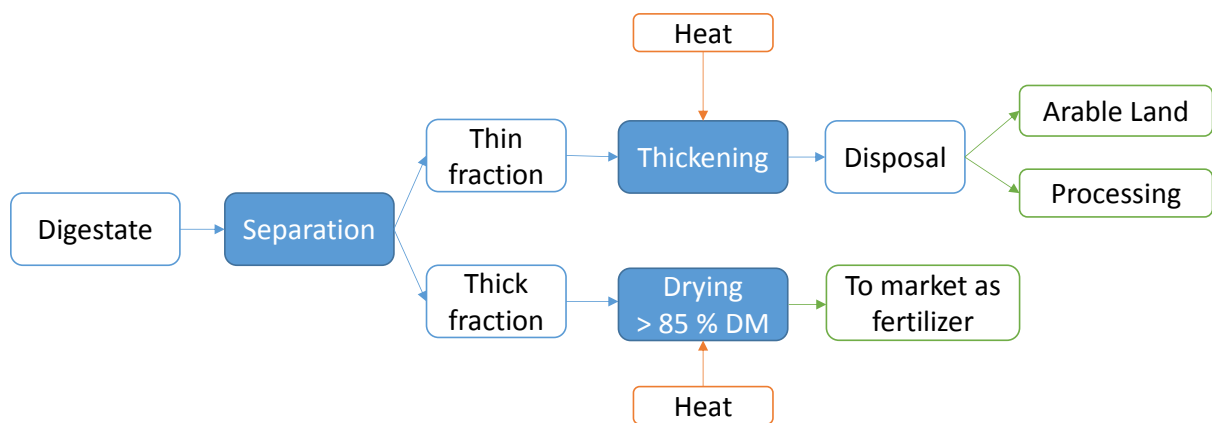 Heat
Thin
fraction
Thickening
Disposal
Arable Land
Processing
Digestate
Separation
Thick
fraction
Drying
> 85 % DM
To market as
fertilizer
Heat